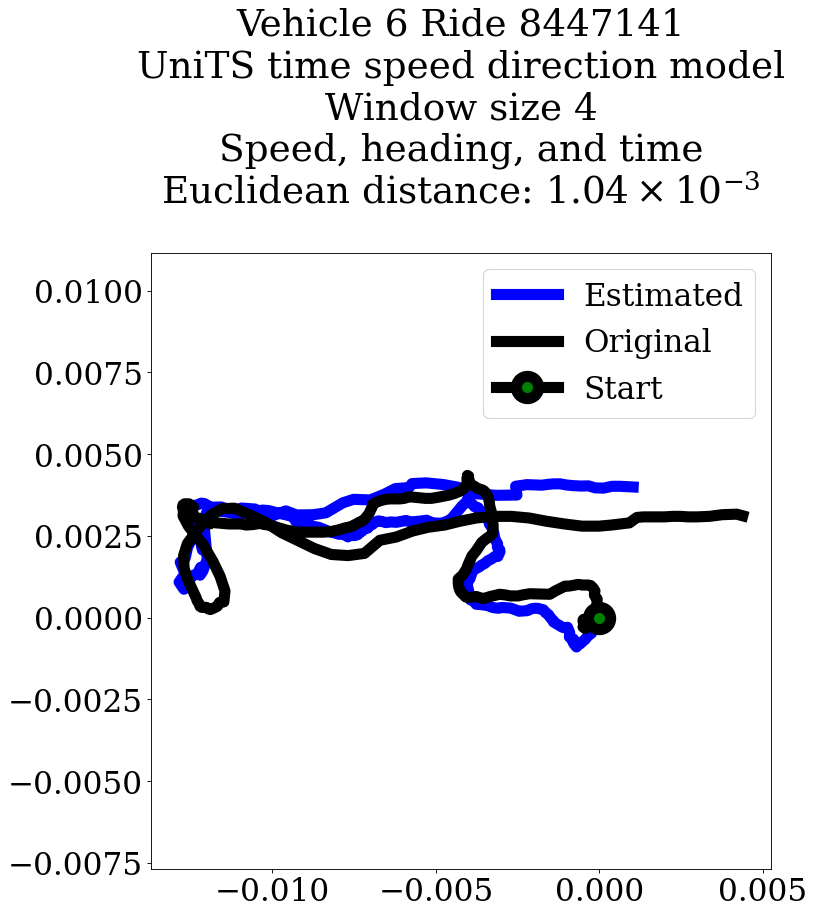 Vehicle 6 Ride 8447141
UniTS time speed direction model
Window size 4
Speed, heading, and time
Euclidean distance: 1.04 × 10⁻³
Estimated
Original
Start
0.0100
0.0075
0.0050
0.0025
0.0000
−0.0025
−0.0050
−0.0075
−0.010 −0.005 0.000 0.005